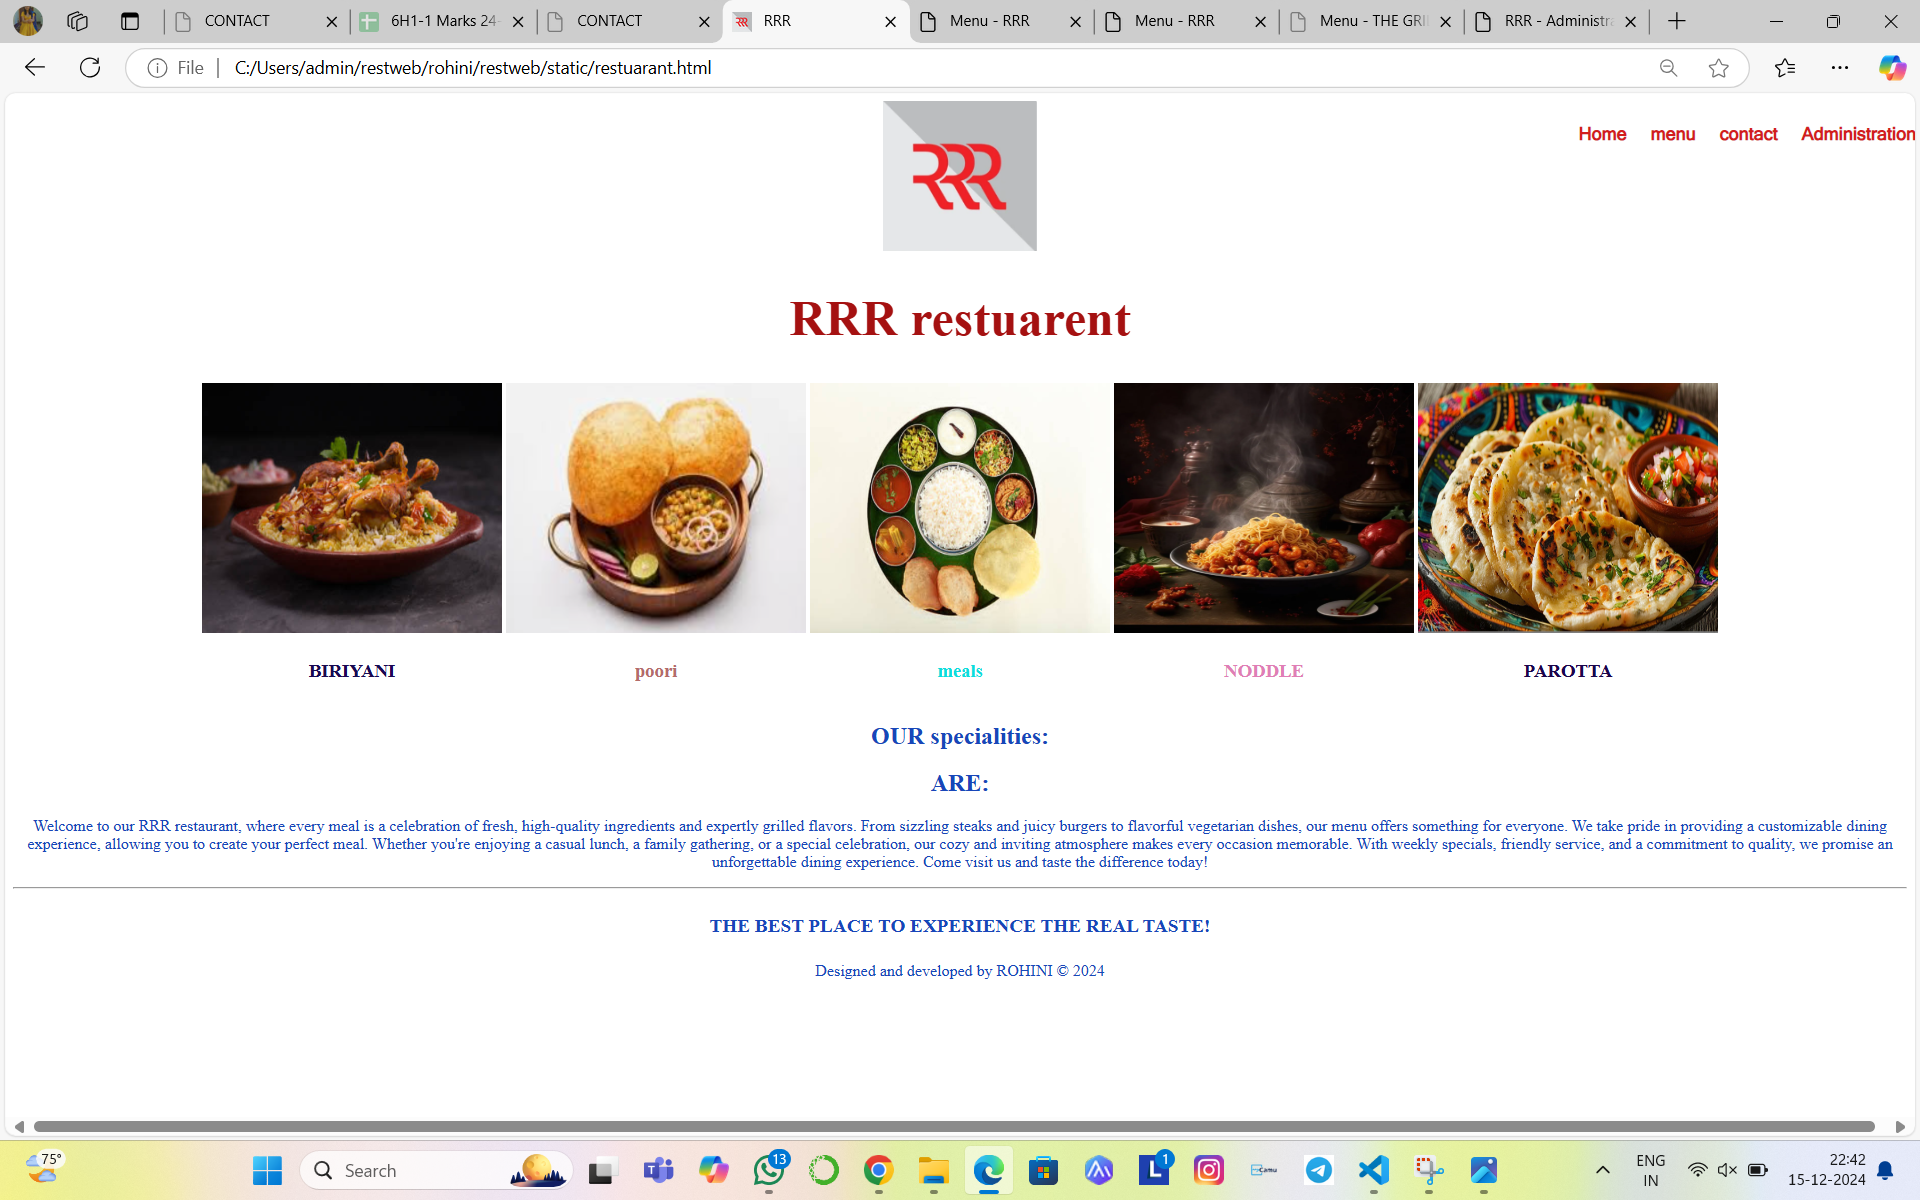 CONTACT
6H1-1 Marks 24-
CONTACT
RRR
Menu - RRR
Menu - RRR
Menu - THE GRI
RRR - Administra
File
C:/Users/admin/restweb/rohini/restweb/static/restuarant.html
RRR
Home menu contact Administration
RRR restuarent
BIRIYANI
poori
meals
NODDLE
PAROTTA
OUR specialities:
ARE:
Welcome to our RRR restaurant, where every meal is a celebration of fresh, high-quality ingredients and expertly grilled flavors. From sizzling steaks and juicy burgers to flavorful vegetarian dishes, our menu offers something for everyone. We take pride in providing a customizable dining
experience, allowing you to create your perfect meal. Whether you're enjoying a casual lunch, a family gathering, or a special celebration, our cozy and inviting atmosphere makes every occasion memorable. With weekly specials, friendly service, and a commitment to quality, we promise an
unforgettable dining experience. Come visit us and taste the difference today!
THE BEST PLACE TO EXPERIENCE THE REAL TASTE!
Designed and developed by ROHINI © 2024
75°
Search
13
L
1
Camu
ENG
IN
22:42
15-12-2024